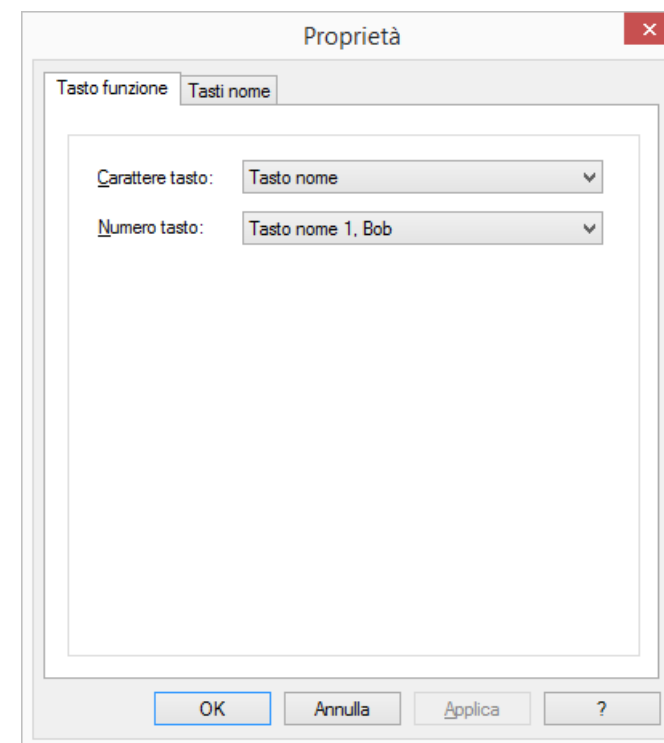 Proprietà
Tasto funzione Tasti nome
Carattere tasto: Tasto nome
Numero tasto: Tasto nome 1, Bob
OK Annulla Applica ?